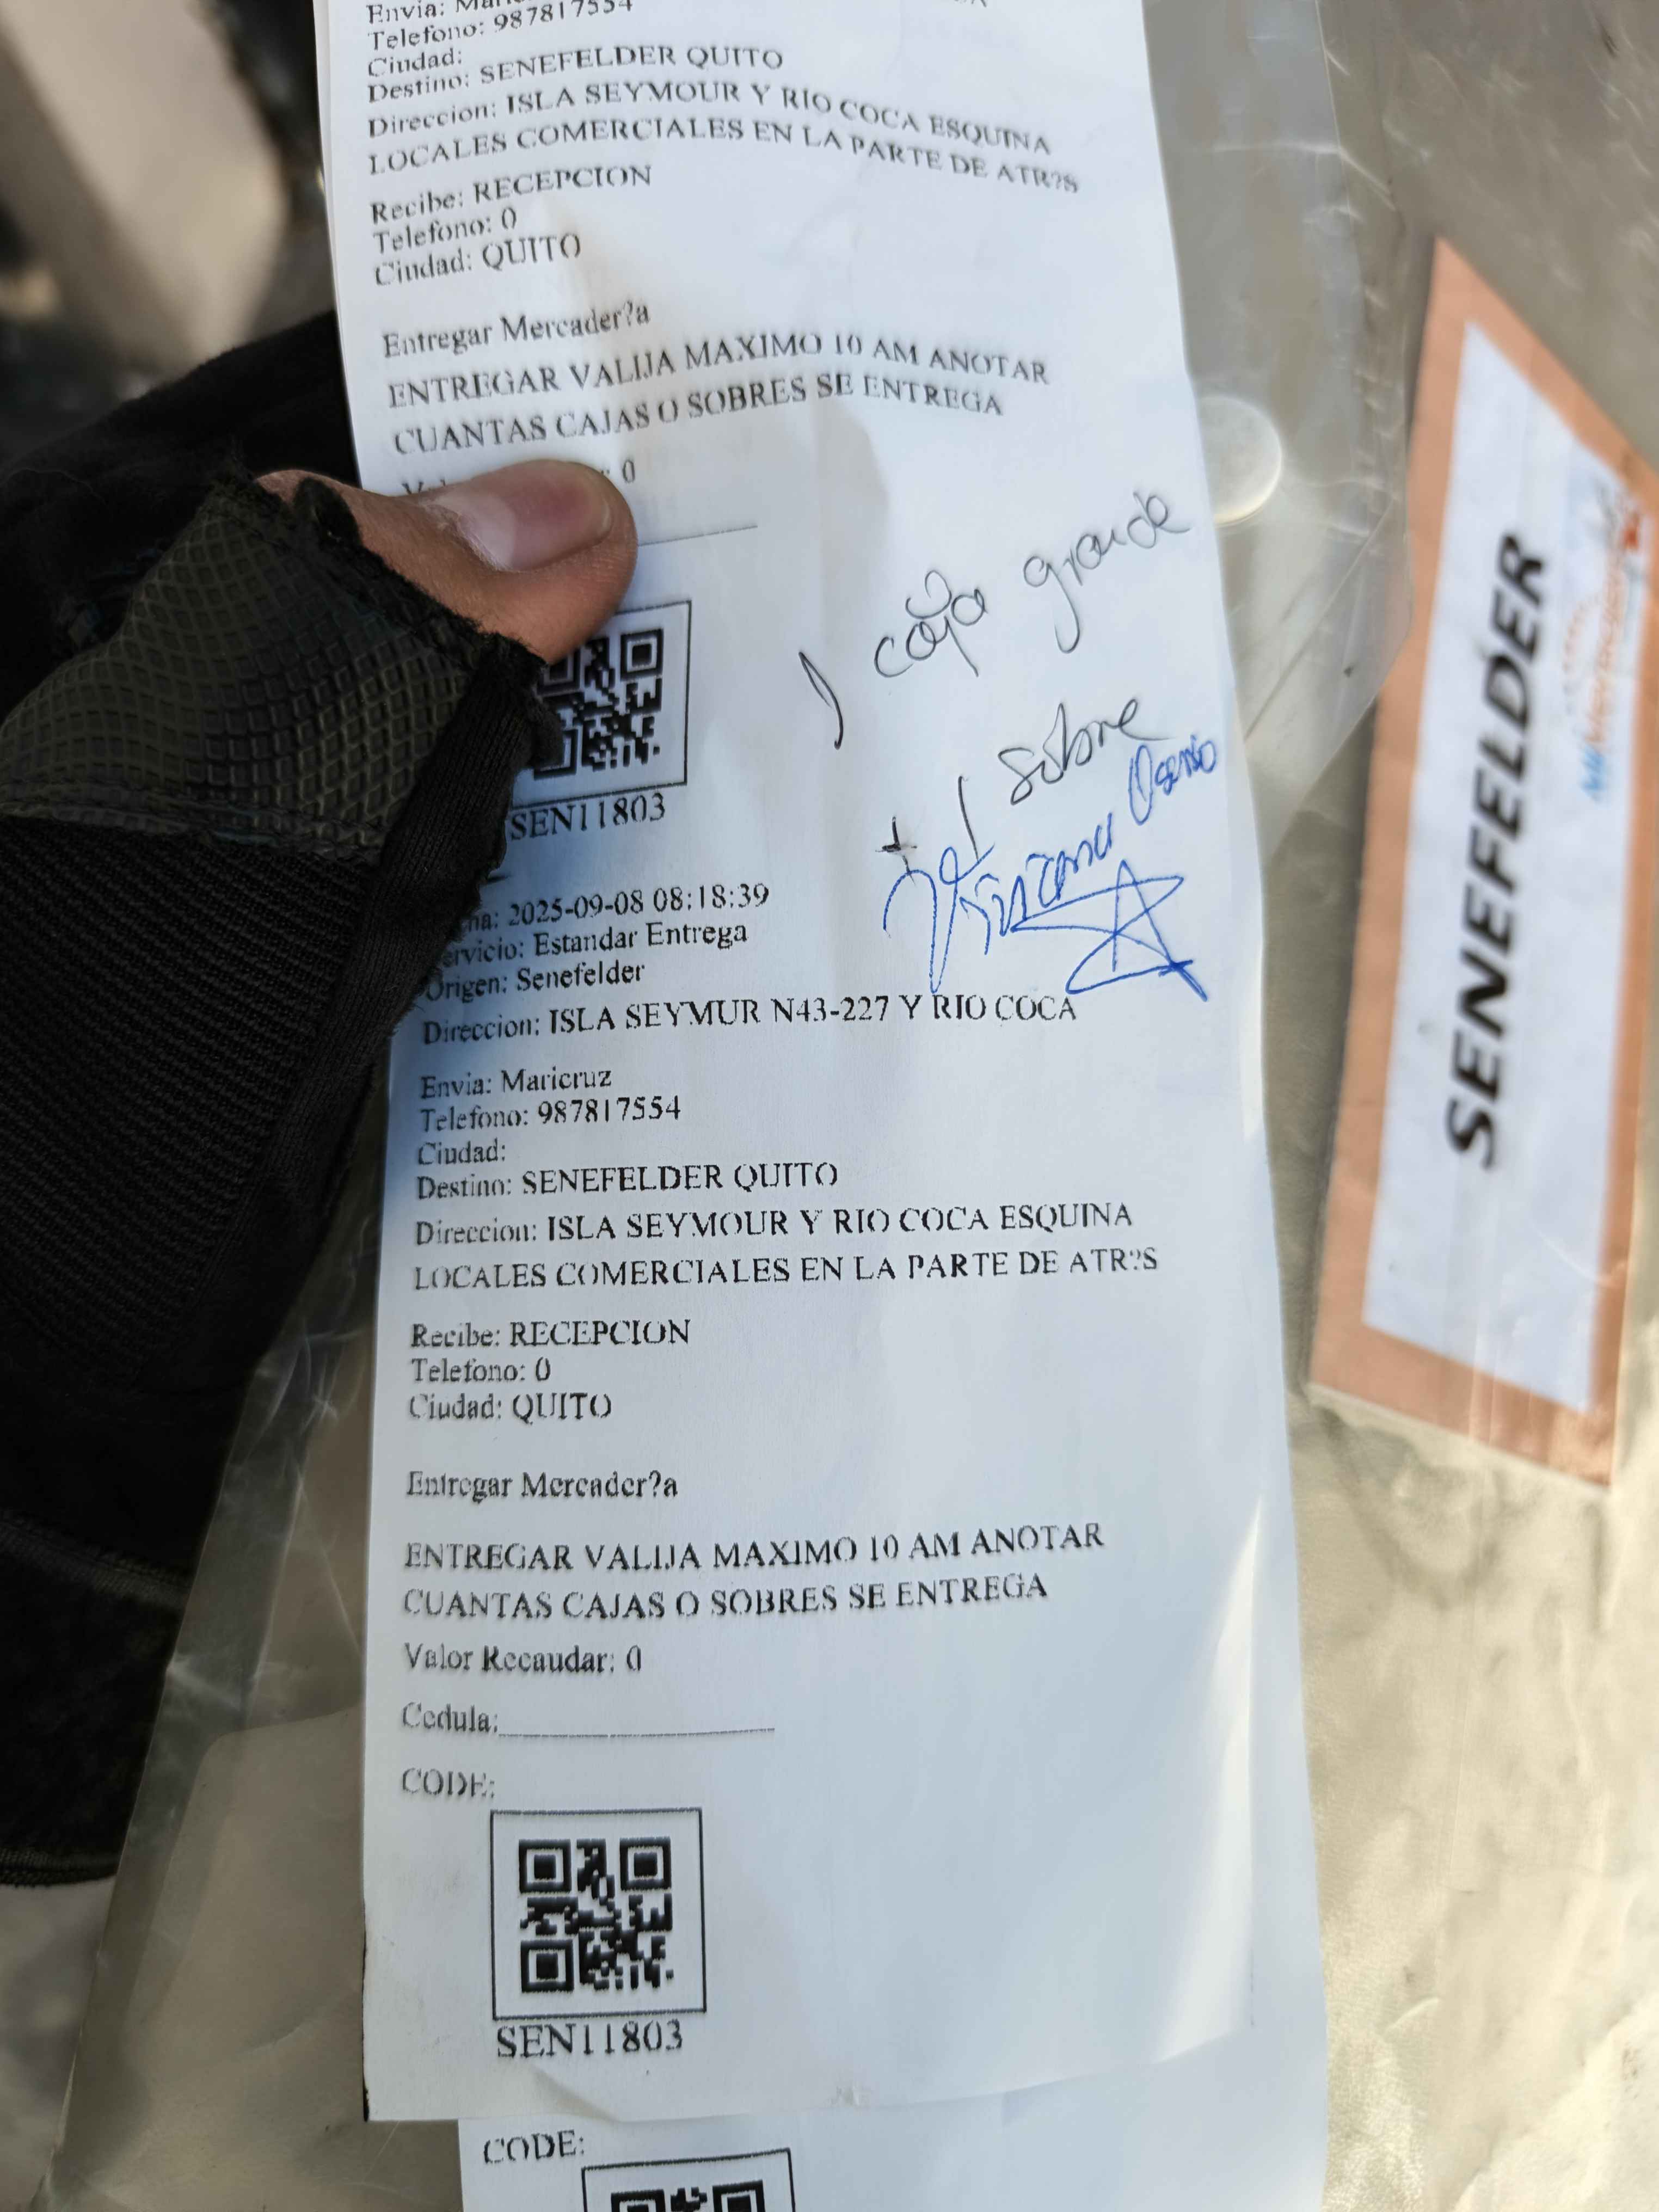 Envia:
Telefono: 987817554
Ciudad:
Destino: SENEFELDER QUITO
Direccion: ISLA SEYMOUR Y RIO COCA ESQUINA
LOCALES COMERCIALES EN LA PARTE DE ATR?S
Recibe: RECEPCION
Telefono: 0
Ciudad: QUITO
Entregar Mercader?a
ENTREGAR VALIJA MAXIMO 10 AM ANOTAR
CUANTAS CAJAS O SOBRES SE ENTREGA
: 0
1 caja grande
+ 1 sobre
SEN11803
2025-09-08 08:18:39
Servicio: Estandar Entrega
Origen: Senefelder
Direccion: ISLA SEYMUR N43-227 Y RIO COCA
Envia: Maricruz
Telefono: 987817554
Ciudad:
Destino: SENEFELDER QUITO
Direccion: ISLA SEYMOUR Y RIO COCA ESQUINA
LOCALES COMERCIALES EN LA PARTE DE ATR?S
Recibe: RECEPCION
Telefono: 0
Ciudad: QUITO
Entregar Mercader?a
ENTREGAR VALIJA MAXIMO 10 AM ANOTAR
CUANTAS CAJAS O SOBRES SE ENTREGA
Valor Recaudar: 0
Cedula:
CODE:
SEN11803
CODE:
SENEFELDER